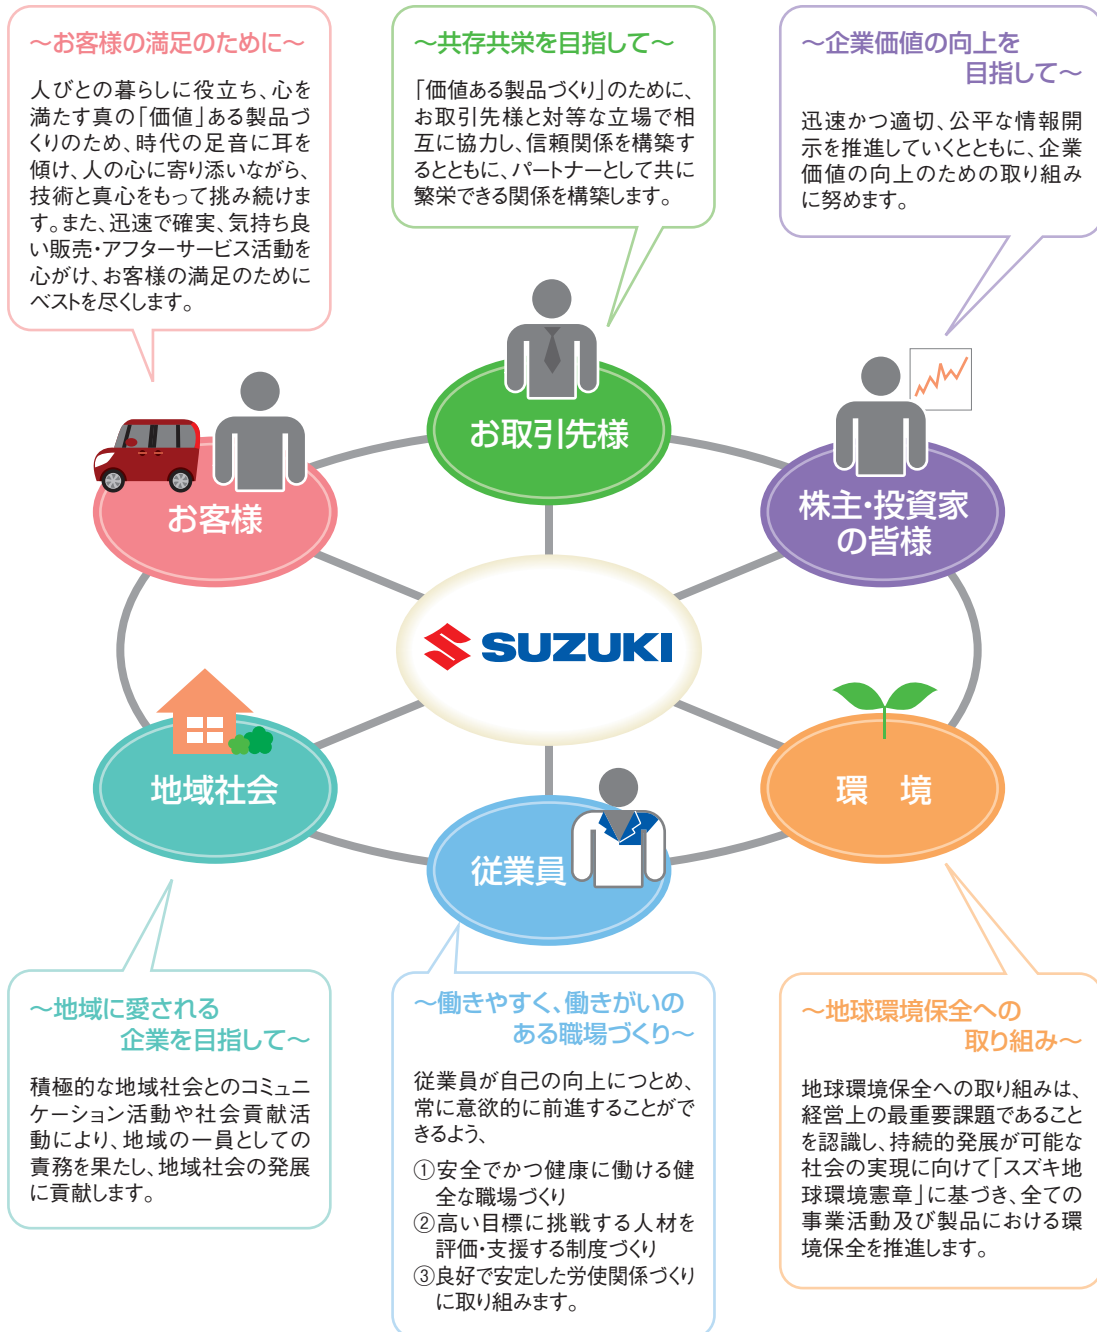 ～お客様の満足のために～
人びとの暮らしに役立ち、心を
満たす真の「価値」ある製品づ
くりのため、時代の足音に耳を
傾け、人の心に寄り添いながら、
技術と真心をもって挑み続けま
す。また、迅速で確実、気持ち良
い販売・アフターサービス活動を
心がけ、お客様の満足のために
ベストを尽くします。
～共存共栄を目指して～
「価値ある製品づくり」のために、
お取引先様と対等な立場で相
互に協力し、信頼関係を構築す
るとともに、パートナーとして共に
繁栄できる関係を構築します。
～企業価値の向上を
目指して～
迅速かつ適切、公平な情報開
示を推進していくとともに、企業
価値の向上のための取り組み
に努めます。
お取引先様
お客様
株主・投資家
の皆様
SUZUKI
地域社会
環　境
従業員
～地域に愛される
企業を目指して～
積極的な地域社会とのコミュニ
ケーション活動や社会貢献活
動により、地域の一員としての
責務を果たし、地域社会の発展
に貢献します。
～働きやすく、働きがいの
ある職場づくり～
従業員が自己の向上につとめ、
常に意欲的に前進することがで
きるよう、
①安全でかつ健康に働ける健
全な職場づくり
②高い目標に挑戦する人材を
評価・支援する制度づくり
③良好で安定した労使関係づくり
に取り組みます。
～地球環境保全への
取り組み～
地球環境保全への取り組みは、
経営上の最重要課題であること
を認識し、持続的発展が可能な
社会の実現に向けて「スズキ地
球環境憲章」に基づき、全ての
事業活動及び製品における環
境保全を推進します。